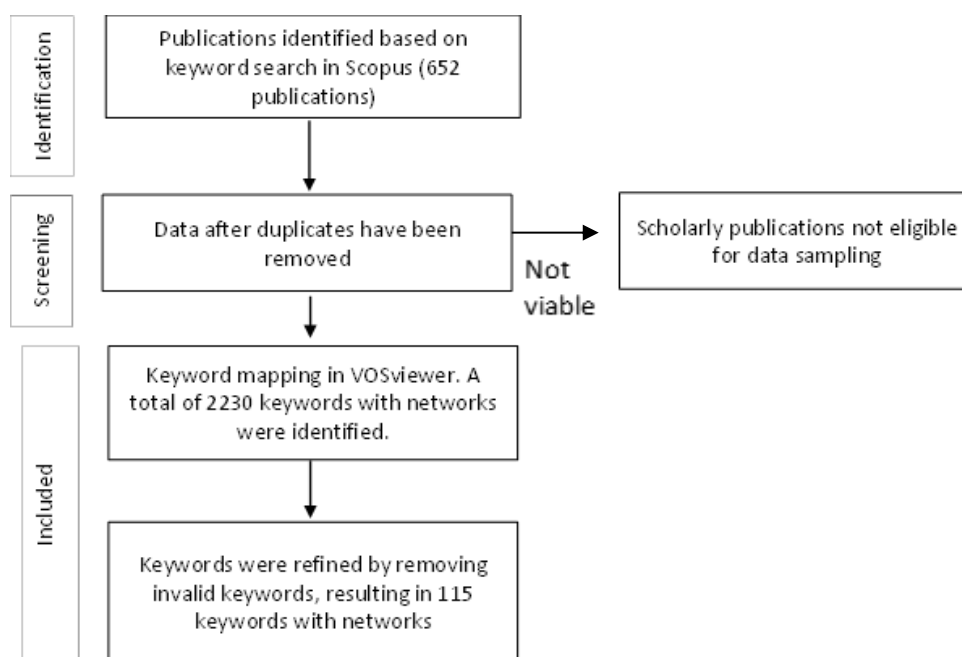 Identification
Publications identified based on
keyword search in Scopus (652
publications)
Screening
Data after duplicates have been
removed
Not
viable
Scholarly publications not eligible
for data sampling
Included
Keyword mapping in VOSviewer. A
total of 2230 keywords with networks
were identified.
Keywords were refined by removing
invalid keywords, resulting in 115
keywords with networks